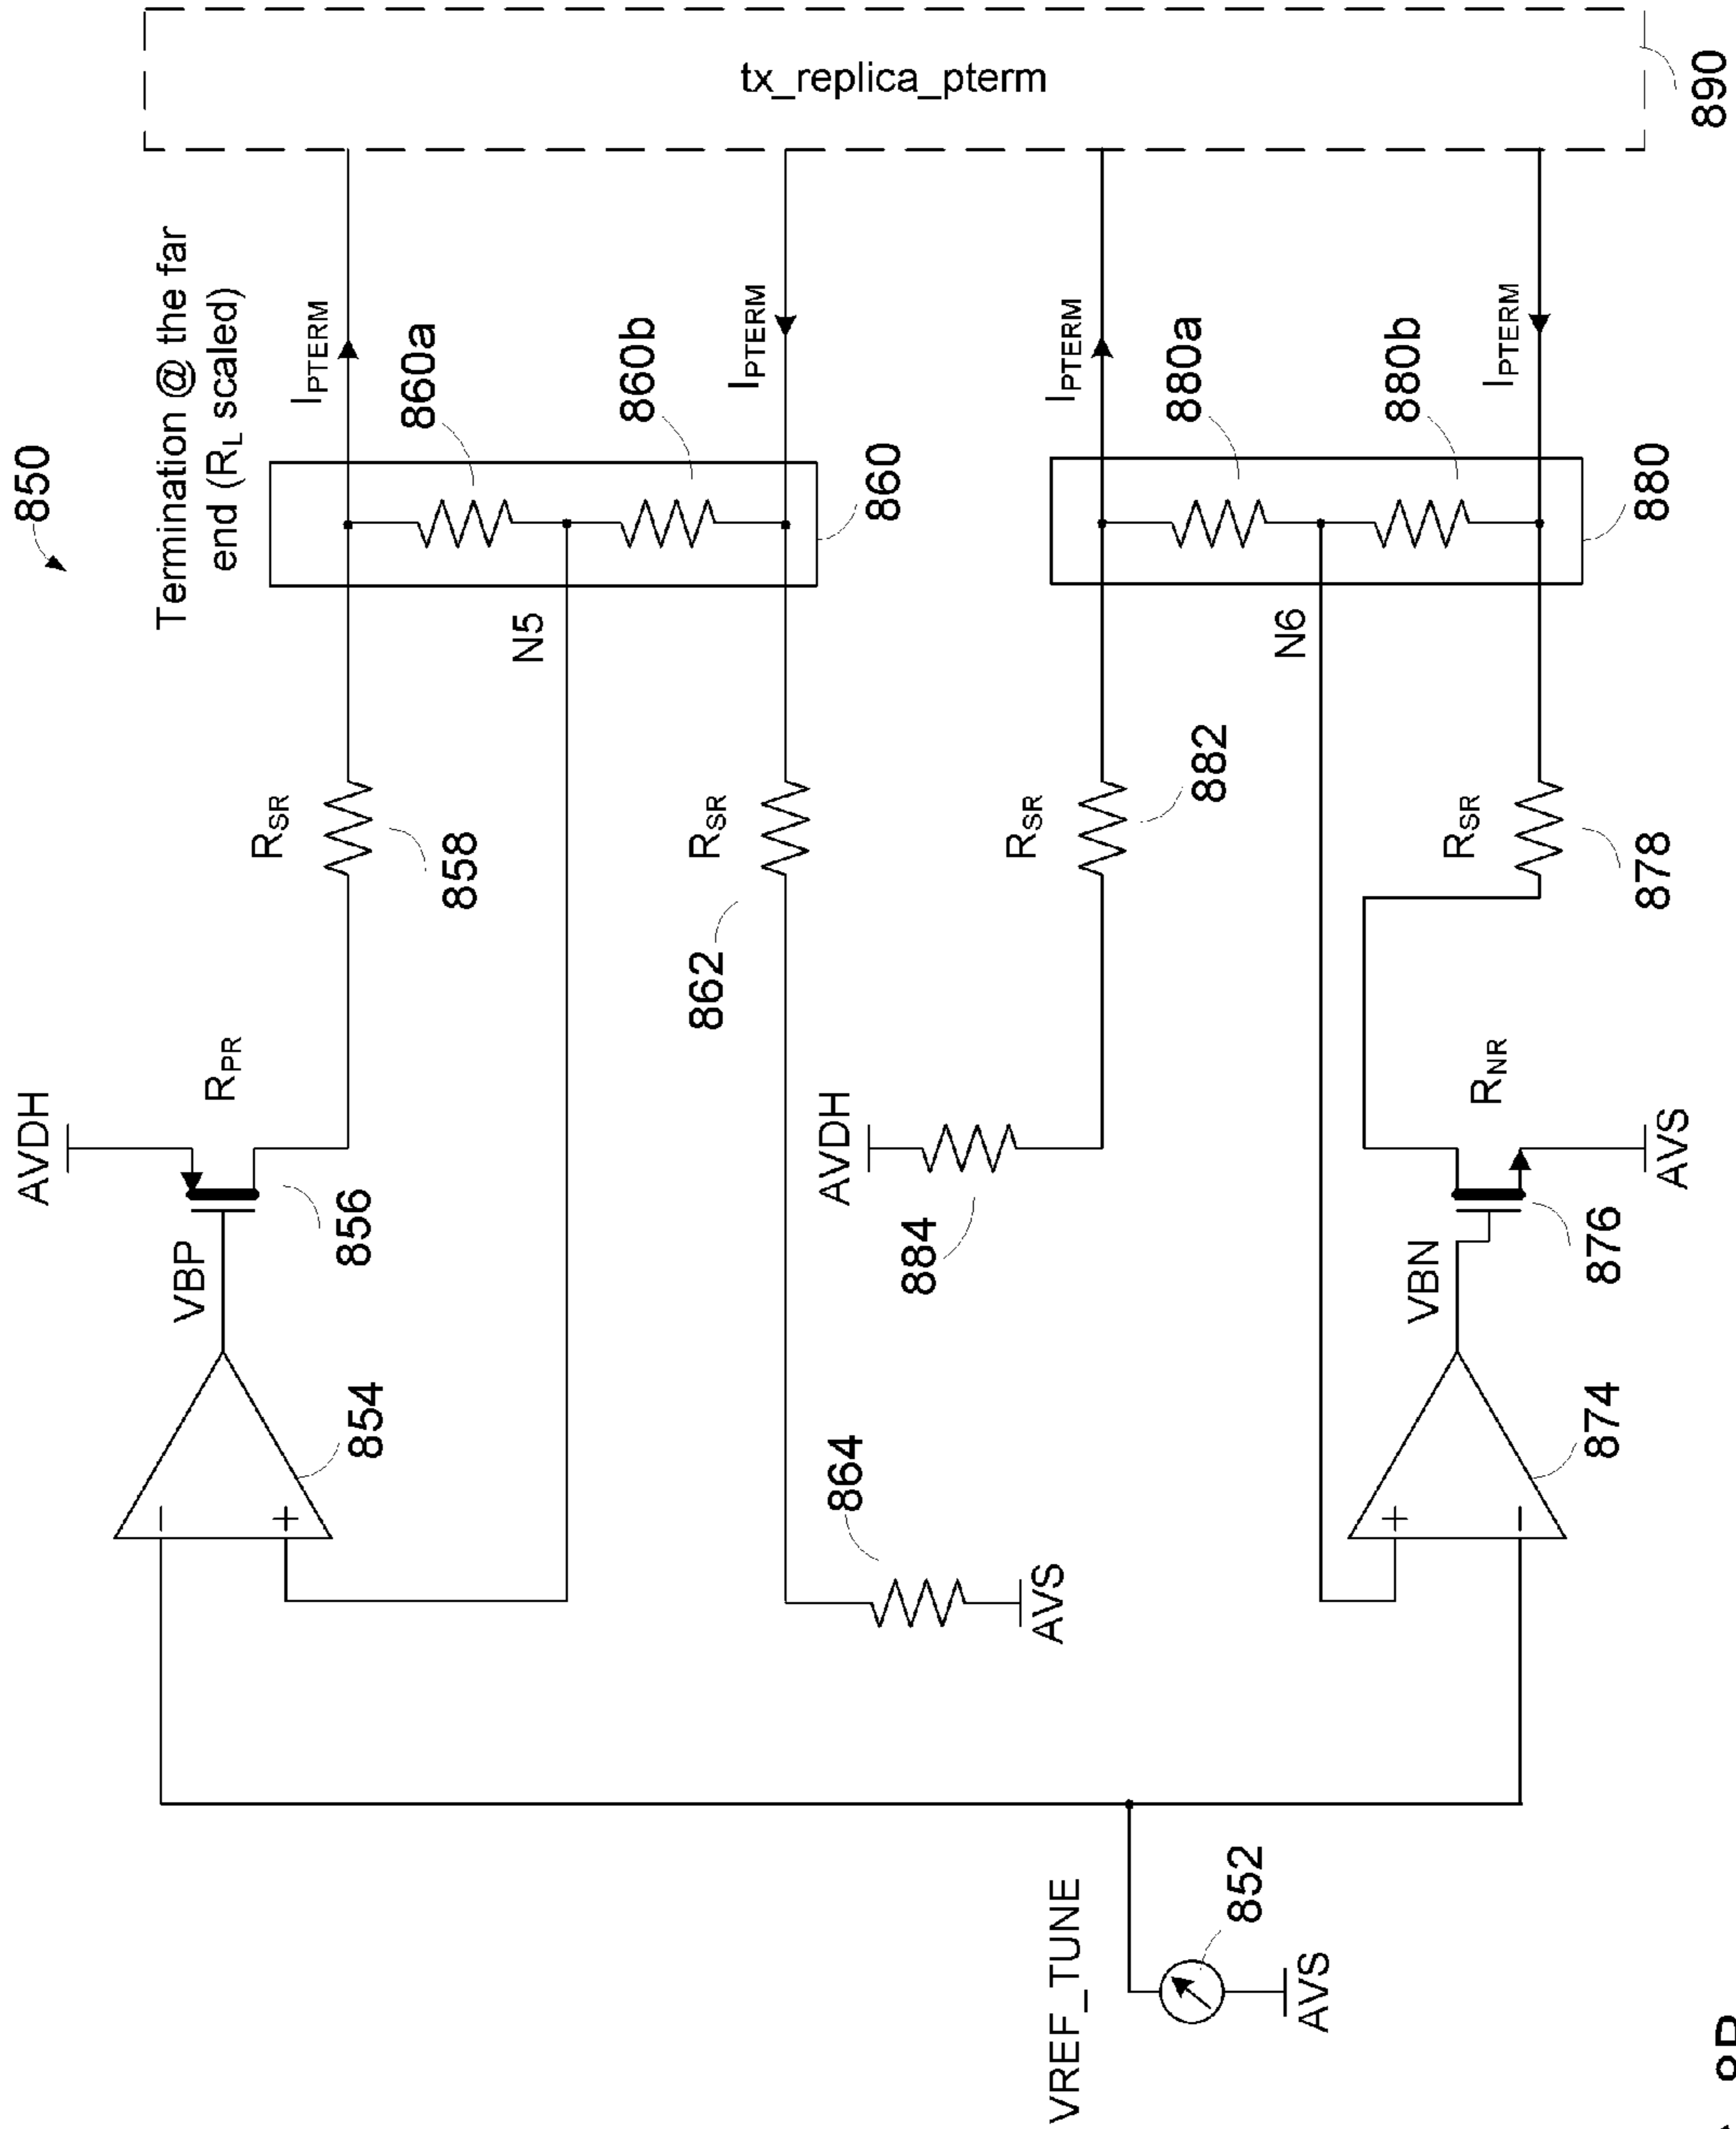 850
Termination @ the far
end (RL scaled)
tx_replica_pterm
890
IPTERM
860a
860b
IPTERM
860
IPTERM
880a
880b
IPTERM
880
N5
N6
RSR
858
RSR
862
RSR
882
RSR
878
AVDH
RPR
856
VBP
854
−
+
AVDH
884
864
AVS
RNR
876
VBN
AVS
874
+
−
VREF_TUNE
852
AVS
8B